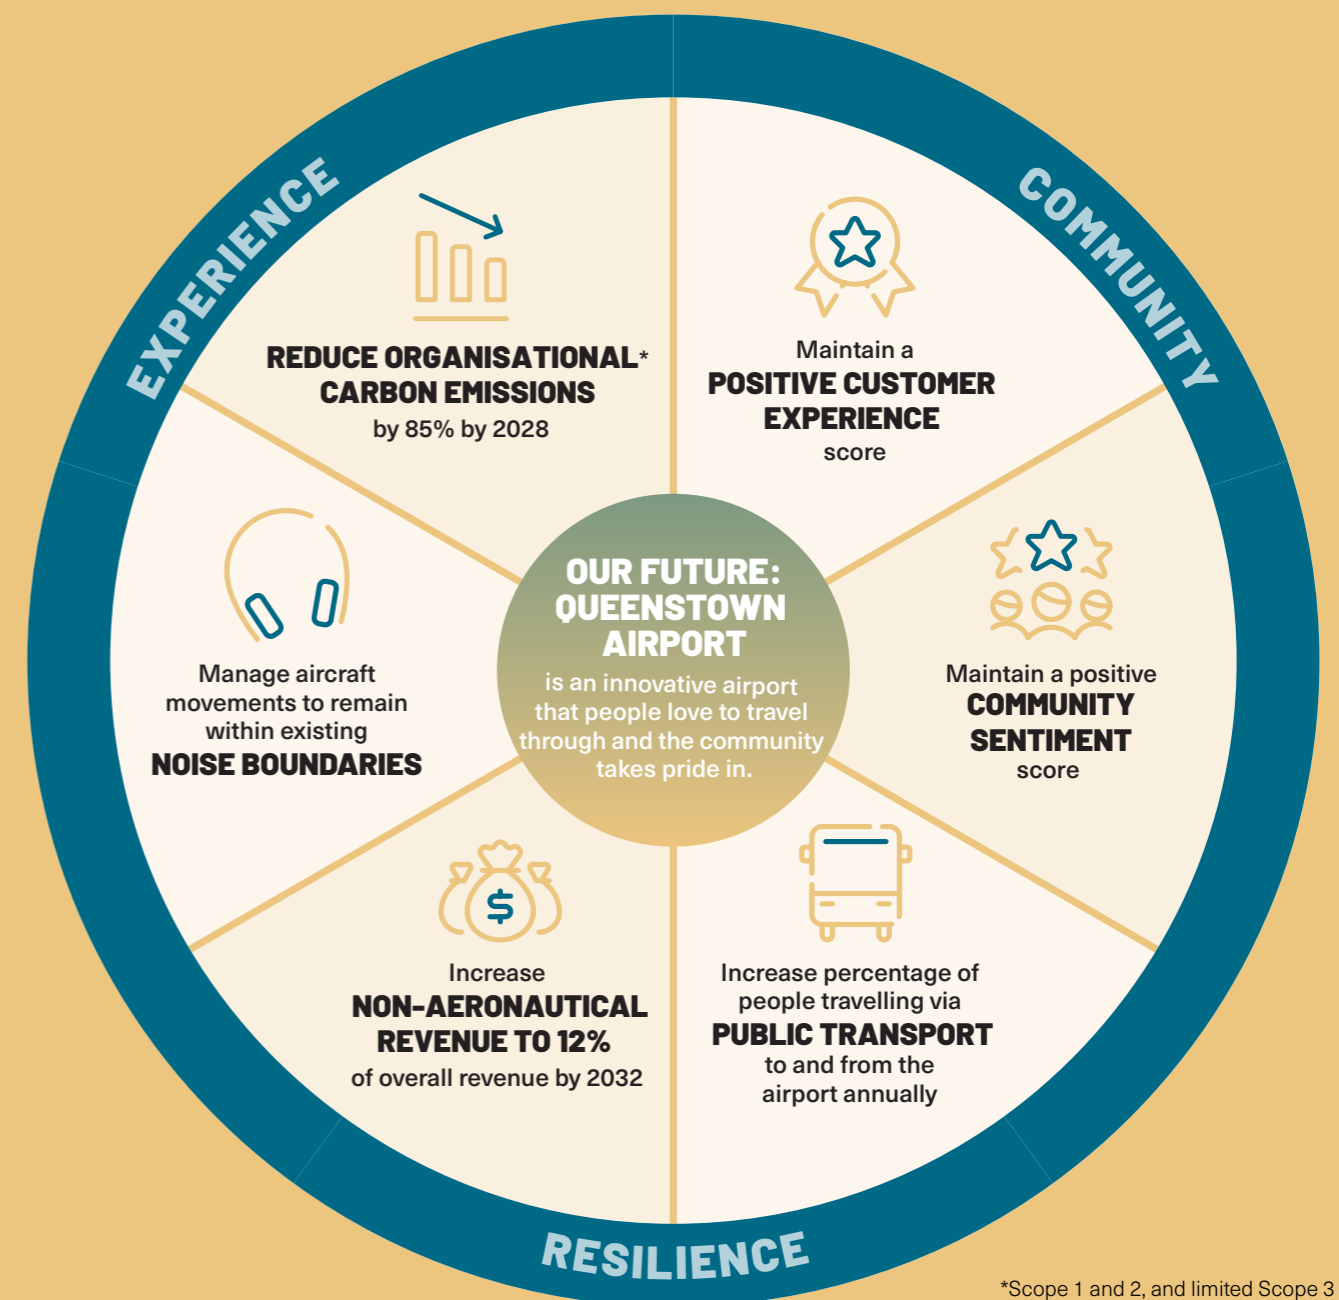 EXPERIENCE
COMMUNITY
REDUCE ORGANISATIONAL*
CARBON EMISSIONS
by 85% by 2028
Maintain a
POSITIVE CUSTOMER
EXPERIENCE
score
Manage aircraft
movements to remain
within existing
NOISE BOUNDARIES
OUR FUTURE:
QUEENSTOWN
AIRPORT
is an innovative airport
that people love to travel
through and the community
takes pride in.
Maintain a positive
COMMUNITY
SENTIMENT
score
$
Increase
NON-AERONAUTICAL
REVENUE TO 12%
of overall revenue by 2032
Increase percentage of
people travelling via
PUBLIC TRANSPORT
to and from the
airport annually
RESILIENCE
*Scope 1 and 2, and limited Scope 3